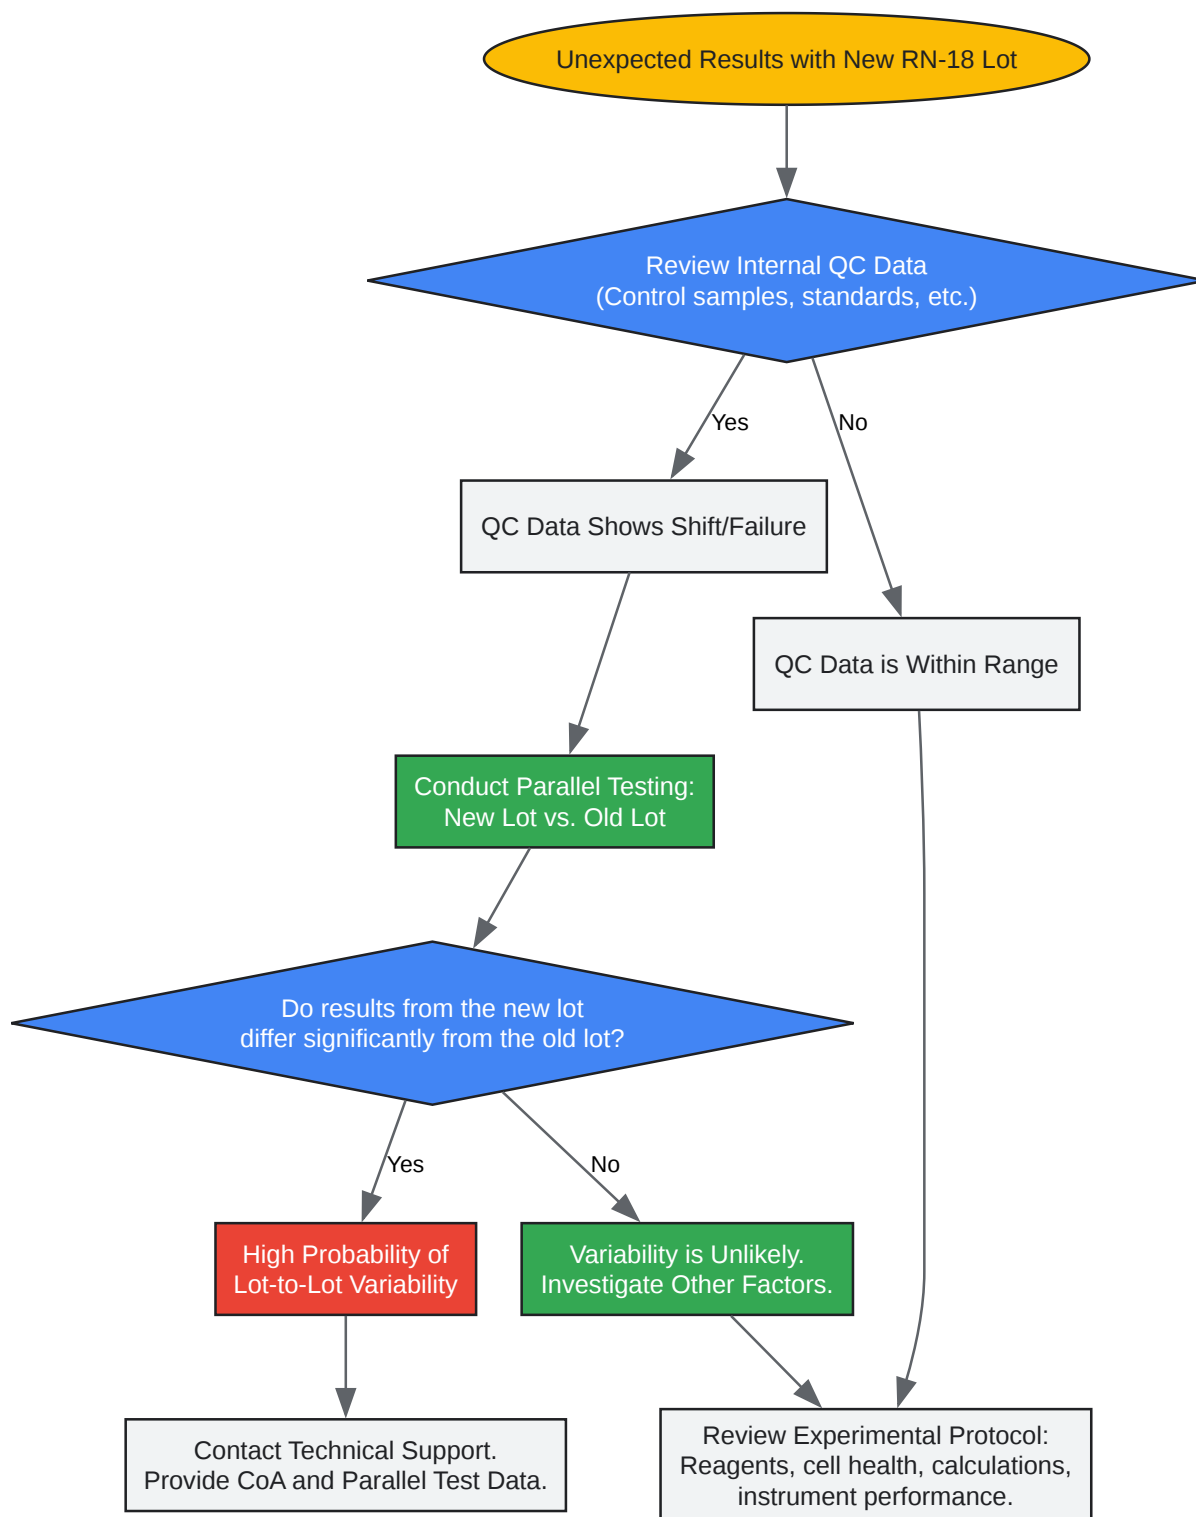 Unexpected Results with New RN-18 Lot
Review Internal QC Data
(Control samples, standards, etc.)
Yes
No
QC Data Shows Shift/Failure
QC Data is Within Range
Conduct Parallel Testing:
New Lot vs. Old Lot
Do results from the new lot
differ significantly from the old lot?
Yes
No
High Probability of
Lot-to-Lot Variability
Variability is Unlikely.
Investigate Other Factors.
Contact Technical Support.
Provide CoA and Parallel Test Data.
Review Experimental Protocol:
Reagents, cell health, calculations,
instrument performance.